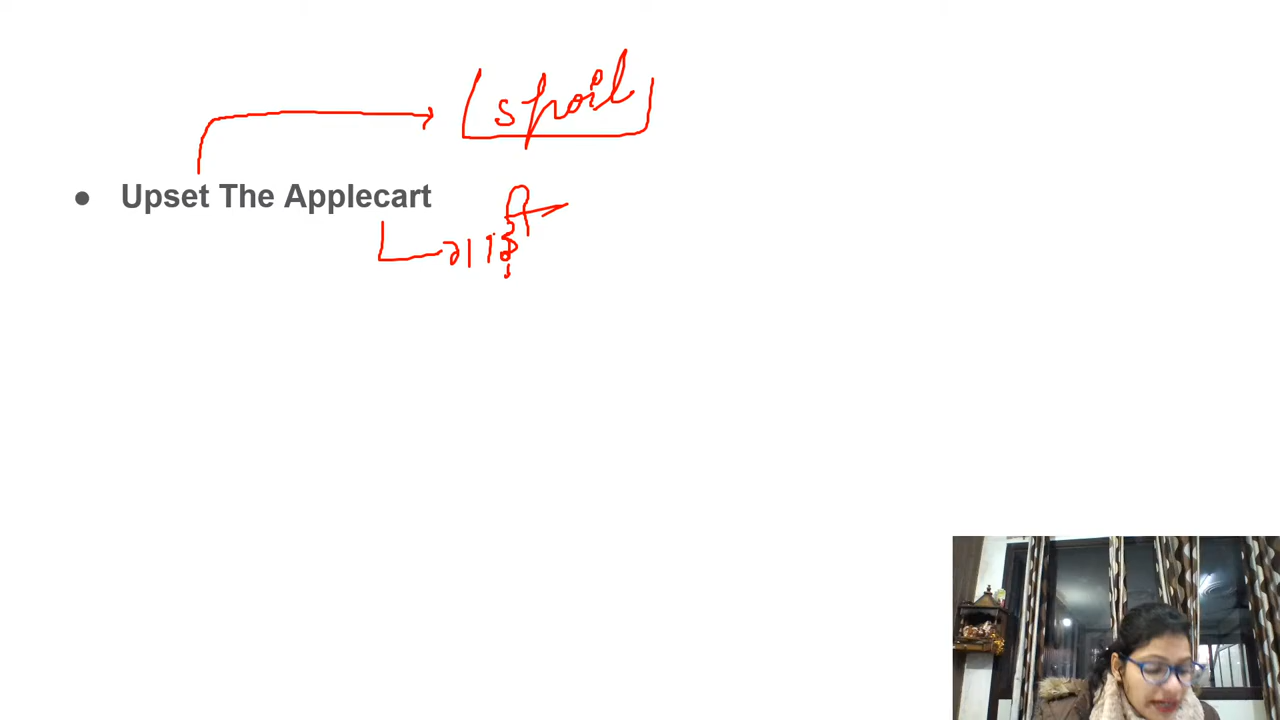 spoil
• Upset The Applecart